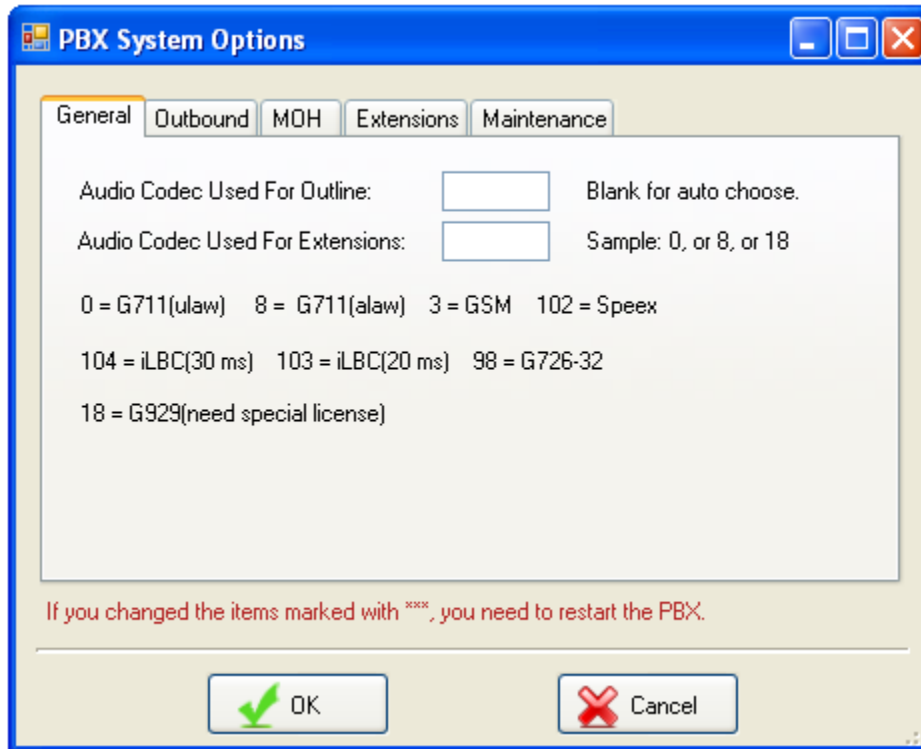 PBX System Options
General Outbound MOH Extensions Maintenance
Audio Codec Used For Outline: Blank for auto choose.
Audio Codec Used For Extensions: Sample: 0, or 8, or 18
0 = G711(ulaw) 8 = G711(alaw) 3 = GSM 102 = Speex
104 = iLBC(30 ms) 103 = iLBC(20 ms) 98 = G726-32
18 = G929(need special license)
If you changed the items marked with ***, you need to restart the PBX.
OK Cancel